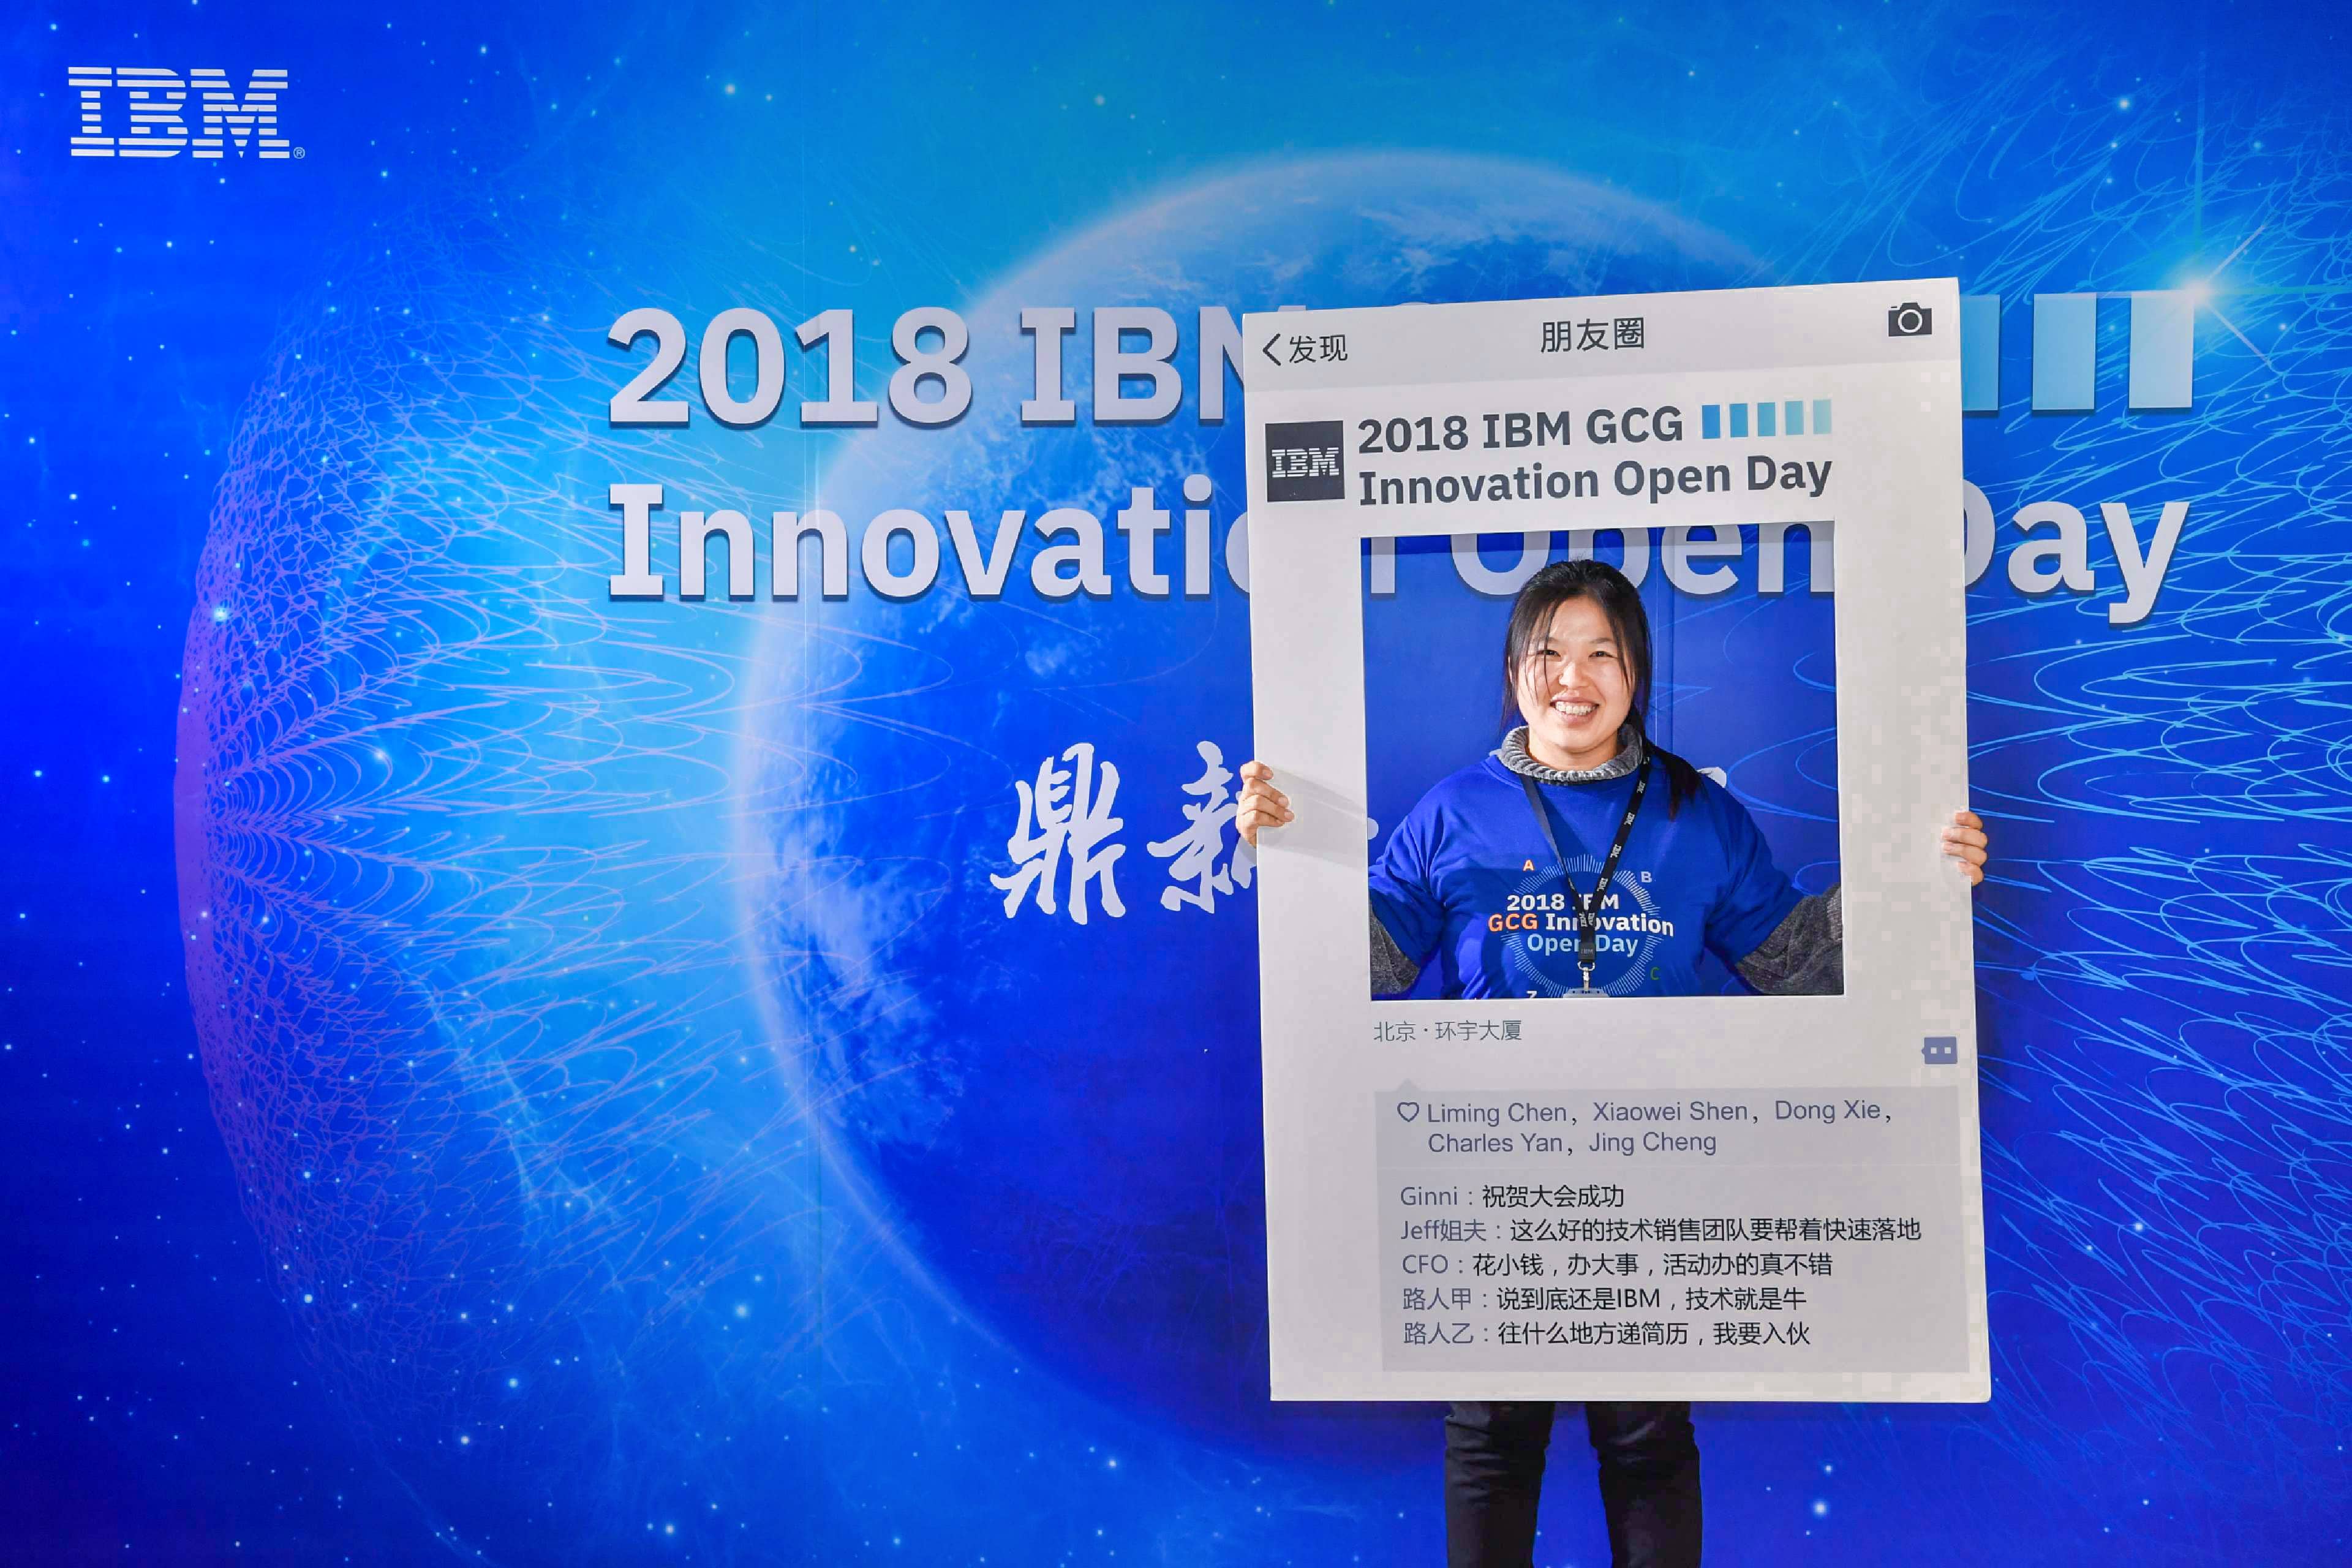 IBM®
2018 IBM
Innovation Open Day
鼎新
发现
朋友圈
IBM
2018 IBM GCG
Innovation Open Day
A
B
2018 IBM
GCG Innovation
Open Day
C
Z
北京·环宇大厦
Liming Chen，Xiaowei Shen，Dong Xie，
Charles Yan，Jing Cheng
Ginni：祝贺大会成功
Jeff姐夫：这么好的技术销售团队要帮着快速落地
CFO：花小钱，办大事，活动办的真不错
路人甲：说到底还是IBM，技术就是牛
路人乙：往什么地方递简历，我要入伙